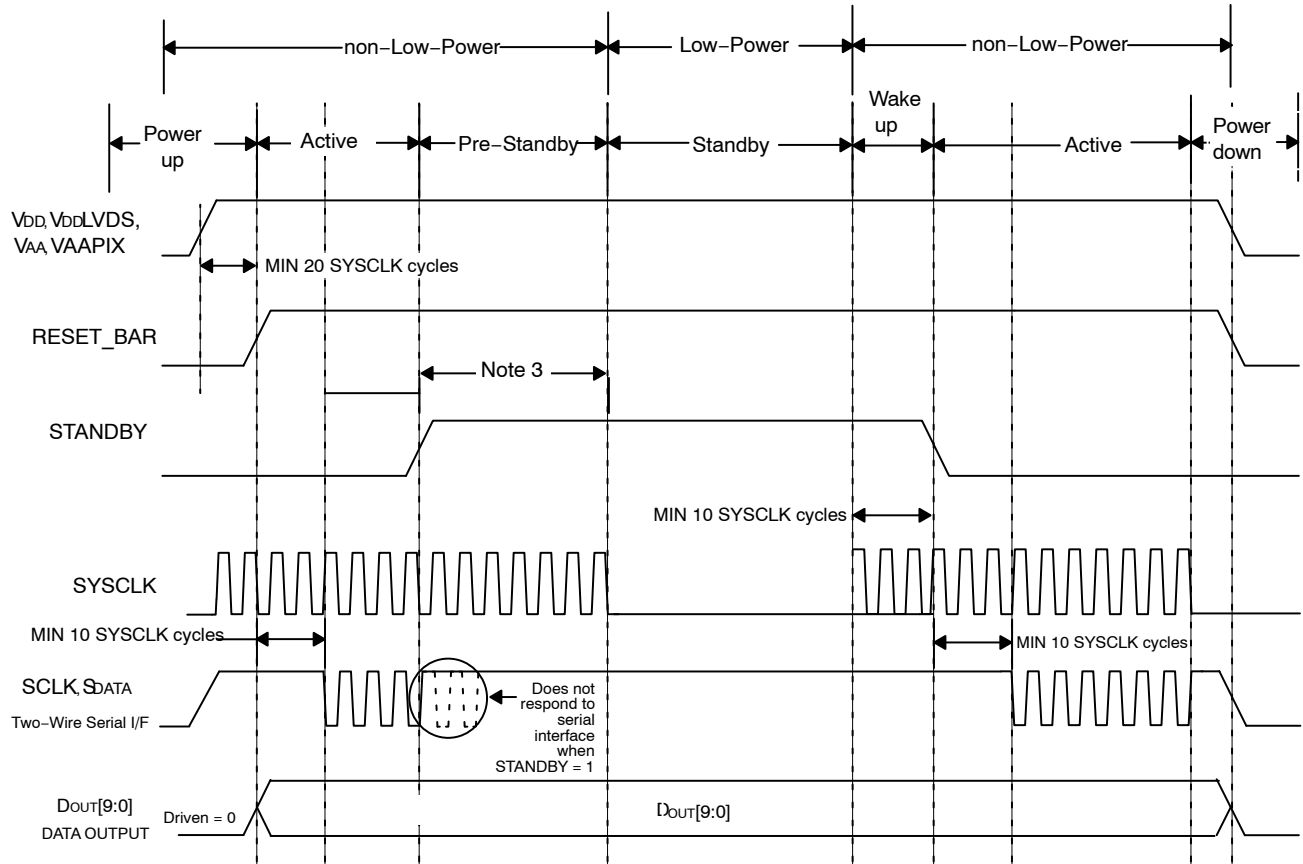 non−Low−Power
Low−Power
non−Low−Power
Power
up
Active
Pre−Standby
Standby
Wake
up
Active
Power
down
VDD, VDDLVDS,
VAA, VAAPIX
MIN 20 SYSCLK cycles
RESET_BAR
Note 3
STANDBY
MIN 10 SYSCLK cycles
SYSCLK
MIN 10 SYSCLK cycles
MIN 10 SYSCLK cycles
SCLK, SDATA
Two−Wire Serial I/F
Does not
respond to
serial
interface
when
STANDBY = 1
DOUT[9:0]
DATA OUTPUT
Driven = 0
DOUT[9:0]